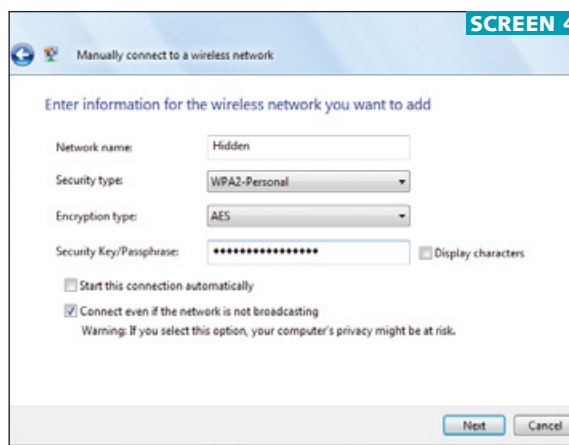 SCREEN 4
Manually connect to a wireless network
Enter information for the wireless network you want to add
Network name: Hidden
Security type: WPA2-Personal
Encryption type: AES
Security Key/Passphrase: •••••••••••••••• Display characters
Start this connection automatically
Connect even if the network is not broadcasting
Warning: If you select this option, your computer's privacy might be at risk.
Next Cancel